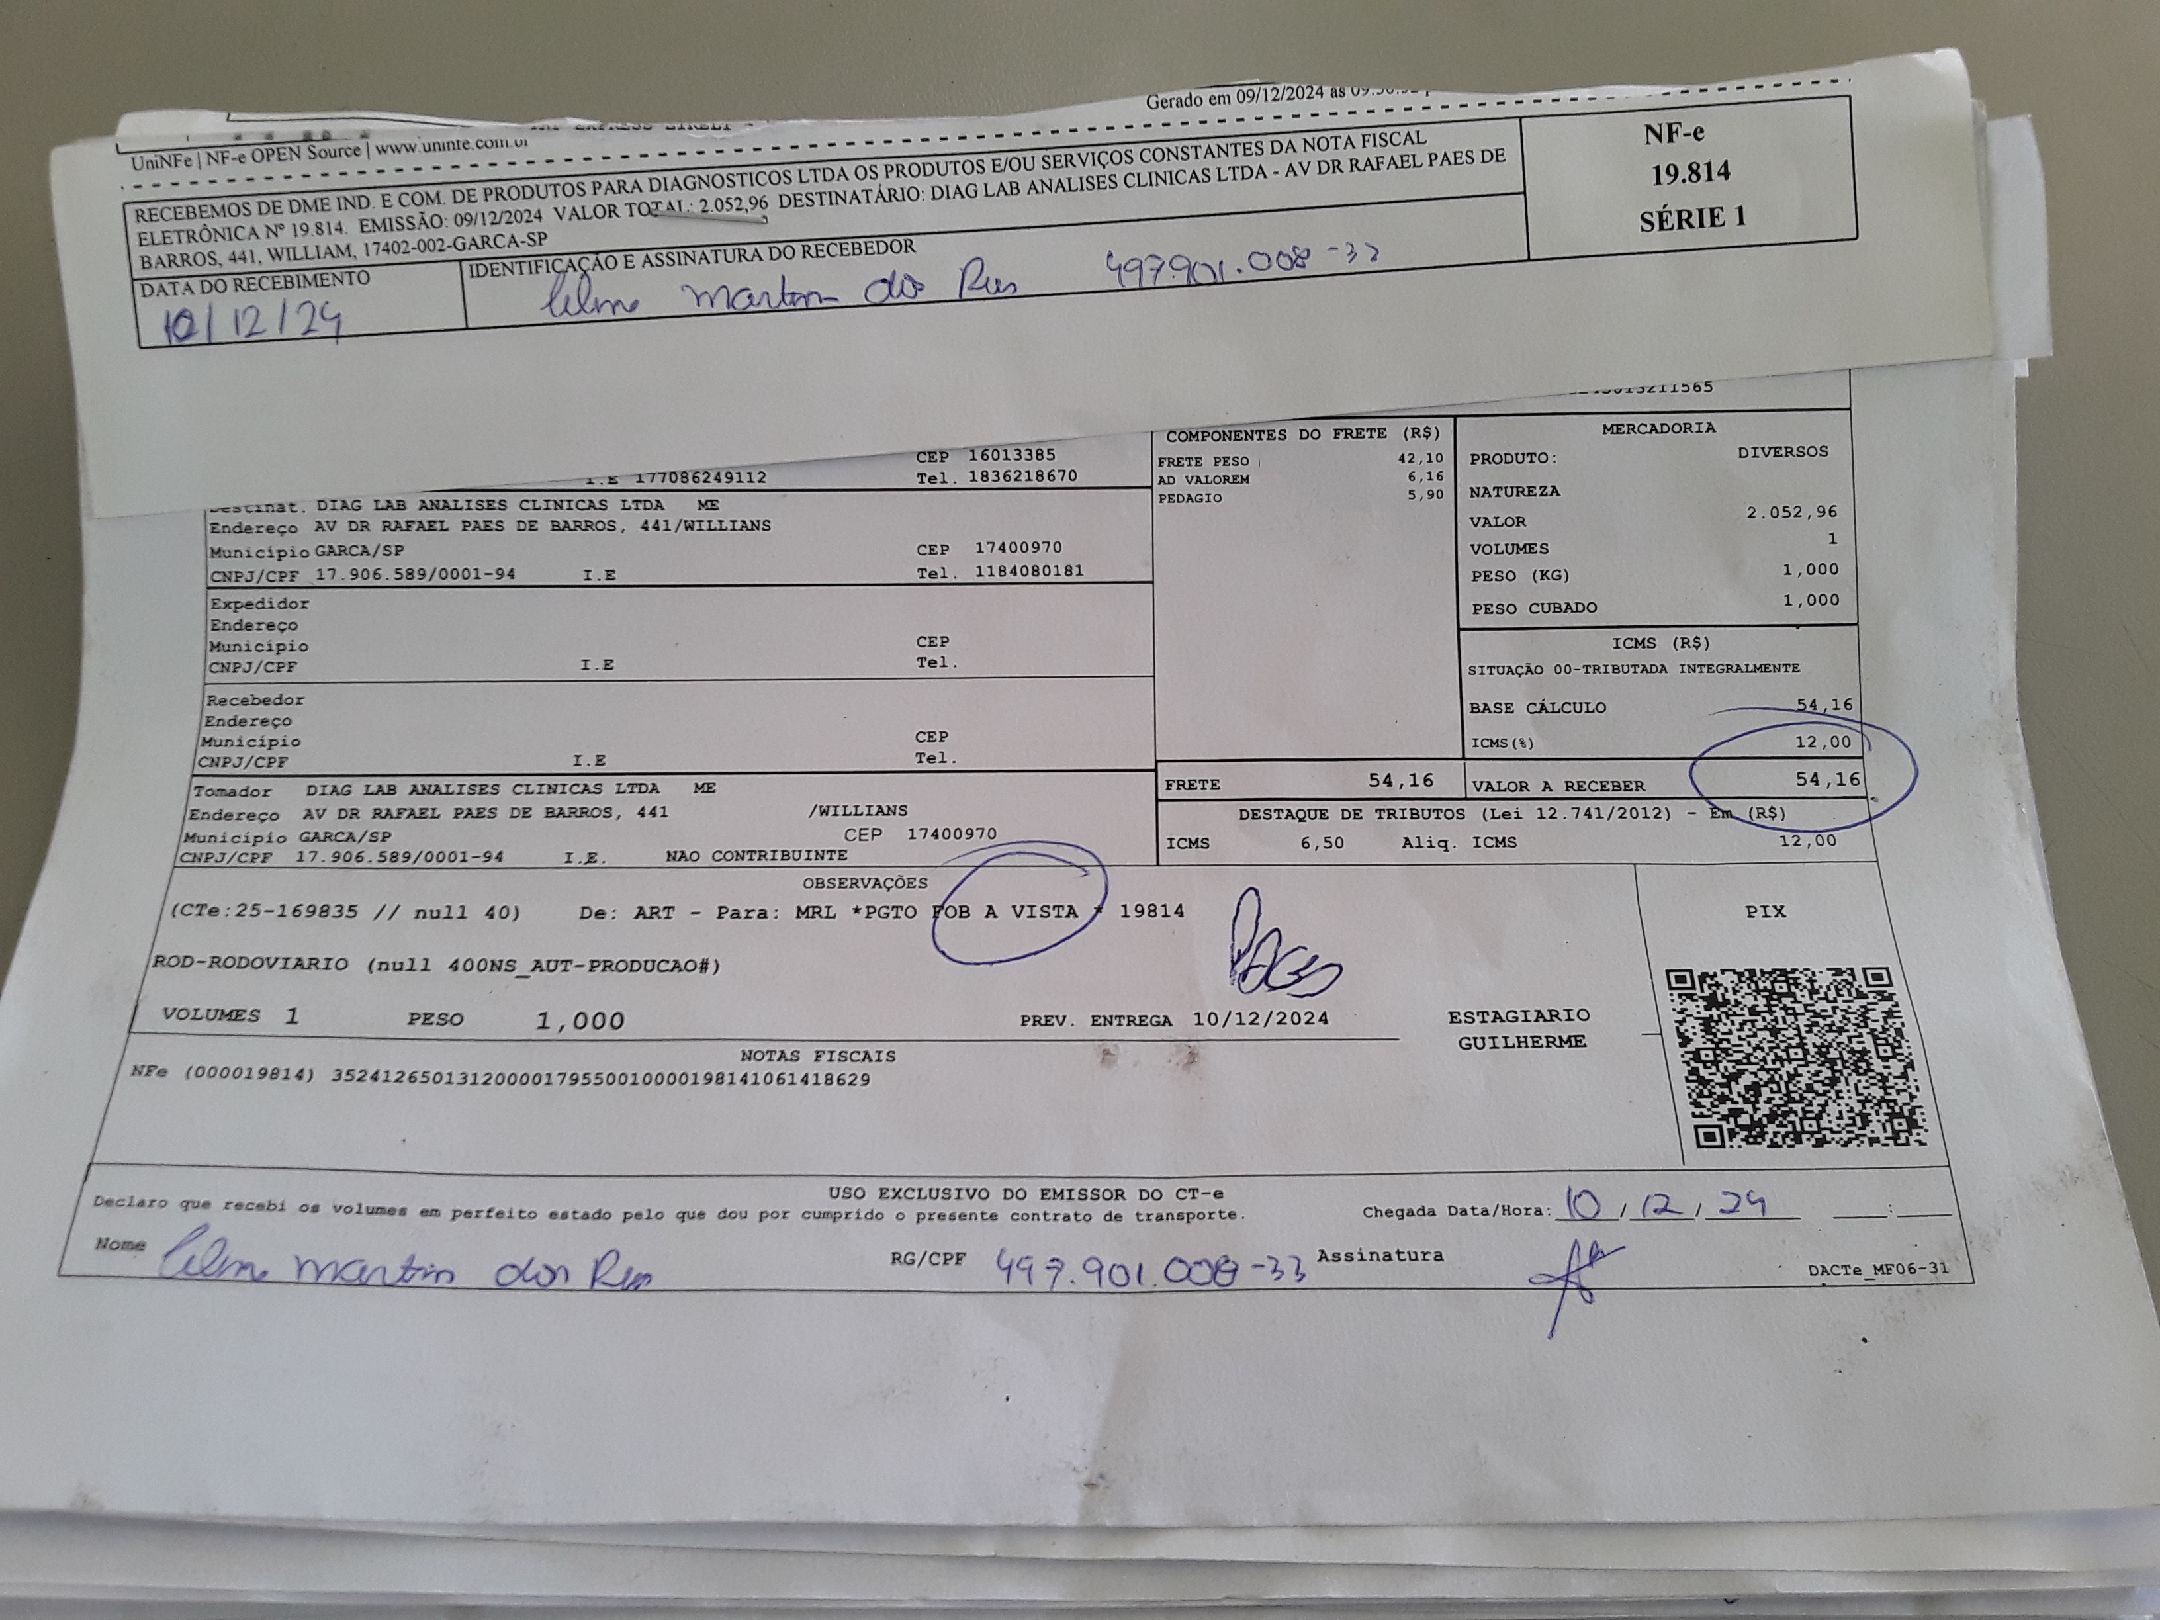 Gerado em 09/12/2024 às
UniNFe | NF-e OPEN Source |
RECEBEMOS DE DME IND. E COM. DE PRODUTOS PARA DIAGNOSTICOS LTDA OS PRODUTOS E/OU SERVIÇOS CONSTANTES DA NOTA FISCAL
ELETRÔNICA Nº 19.814. EMISSÃO: 09/12/2024 VALOR TOTAL: 2.052,96 DESTINATÁRIO: DIAG LAB ANALISES CLINICAS LTDA - AV DR RAFAEL PAES DE
BARROS, 441, WILLIAM, 17402-002-GARCA-SP
NF-e
19.814
SÉRIE 1
DATA DO RECEBIMENTO
10/12/24
IDENTIFICAÇÃO E ASSINATURA DO RECEBEDOR
dos 497.901.008-33
CEP 16013385
I.E 177086249112 Tel. 1836218670
Destinat. DIAG LAB ANALISES CLINICAS LTDA ME
Endereço AV DR RAFAEL PAES DE BARROS, 441/WILLIANS
Município GARCA/SP CEP 17400970
CNPJ/CPF 17.906.589/0001-94 I.E Tel. 1184080181
Expedidor
Endereço
Município CEP
CNPJ/CPF I.E Tel.
Recebedor
Endereço
Município CEP
CNPJ/CPF I.E Tel.
Tomador DIAG LAB ANALISES CLINICAS LTDA ME
Endereço AV DR RAFAEL PAES DE BARROS, 441 /WILLIANS
Município GARCA/SP CEP 17400970
CNPJ/CPF 17.906.589/0001-94 I.E. NAO CONTRIBUINTE
COMPONENTES DO FRETE (R$)
FRETE PESO 42,10
AD VALOREM 6,16
PEDAGIO 5,90
MERCADORIA
PRODUTO: DIVERSOS
NATUREZA
VALOR 2.052,96
VOLUMES 1
PESO (KG) 1,000
PESO CUBADO 1,000
ICMS (R$)
SITUAÇÃO 00-TRIBUTADA INTEGRALMENTE
BASE CÁLCULO 54,16
ICMS(%) 12,00
FRETE 54,16 VALOR A RECEBER 54,16
DESTAQUE DE TRIBUTOS (Lei 12.741/2012) - Em (R$)
ICMS 6,50 Aliq. ICMS 12,00
OBSERVAÇÕES
(CTe:25-169835 // null 40) De: ART - Para: MRL *PGTO FOB A VISTA * 19814
ROD-RODOVIARIO (null 400NS_AUT-PRODUCAO#)
VOLUMES 1 PESO 1,000 PREV. ENTREGA 10/12/2024
ESTAGIARIO
GUILHERME
PIX
NOTAS FISCAIS
NFe (000019814) 35241265013120000179550010000198141061418629
USO EXCLUSIVO DO EMISSOR DO CT-e
Declaro que recebi os volumes em perfeito estado pelo que dou por cumprido o presente contrato de transporte.
Chegada Data/Hora: 10/12/24 __:__
Nome dos RG/CPF 497.901.008-33 Assinatura
DACTe_MF06-31